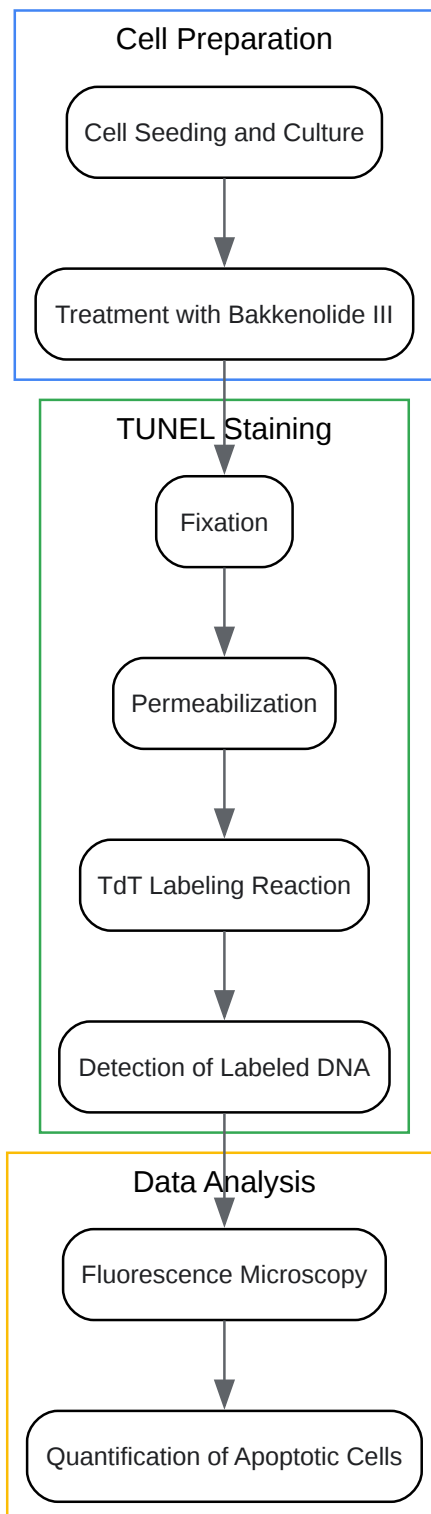 Cell Preparation
Cell Seeding and Culture
Treatment with Bakkenolide III
TUNEL Staining
Fixation
Permeabilization
TdT Labeling Reaction
Detection of Labeled DNA
Data Analysis
Fluorescence Microscopy
Quantification of Apoptotic Cells